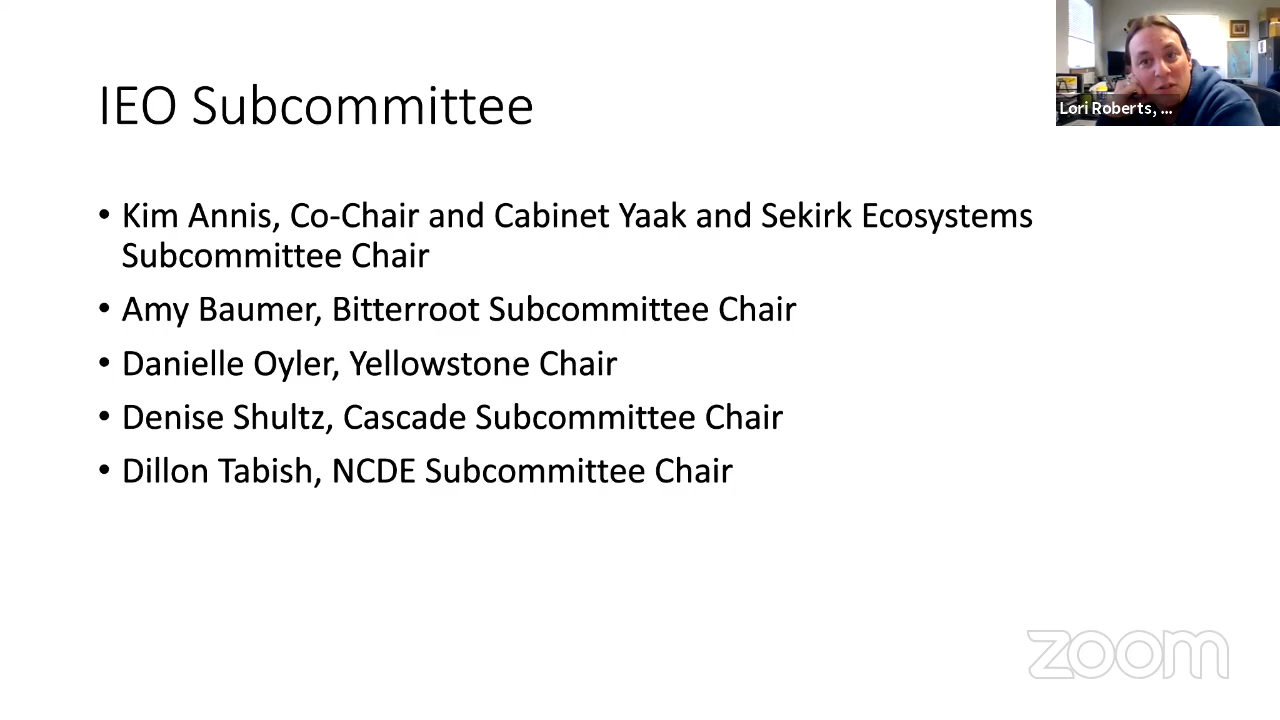 IEO Subcommittee
Lori Roberts, ...
• Kim Annis, Co-Chair and Cabinet Yaak and Sekirk Ecosystems
Subcommittee Chair
• Amy Baumer, Bitterroot Subcommittee Chair
• Danielle Oyler, Yellowstone Chair
• Denise Shultz, Cascade Subcommittee Chair
• Dillon Tabish, NCDE Subcommittee Chair
zoom